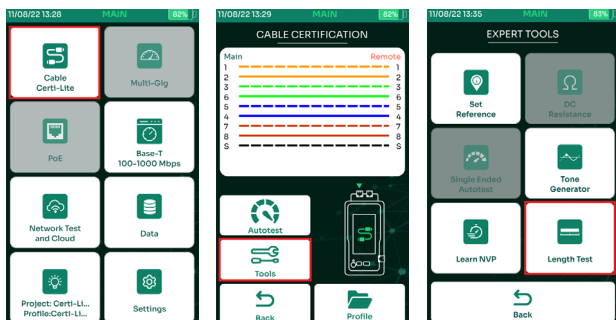 11/08/22 13:28 MAIN 82%
Cable
Certi-Lite
Multi-Gig
PoE
Base-T
100-1000 Mbps
Network Test
and Cloud
Data
Project: Certi-Li...
Profile:Certi-Li...
Settings
11/08/22 13:29 MAIN 82%
CABLE CERTIFICATION
Main Remote
1 1
2 2
3 3
6 6
5 5
4 4
7 7
8 8
S S
Autotest
Tools
Back
Profile
11/08/22 13:35 MAIN 83%
EXPERT TOOLS
Set
Reference
DC
Resistance
Single Ended
Autotest
Tone
Generator
Learn NVP
Length Test
Back